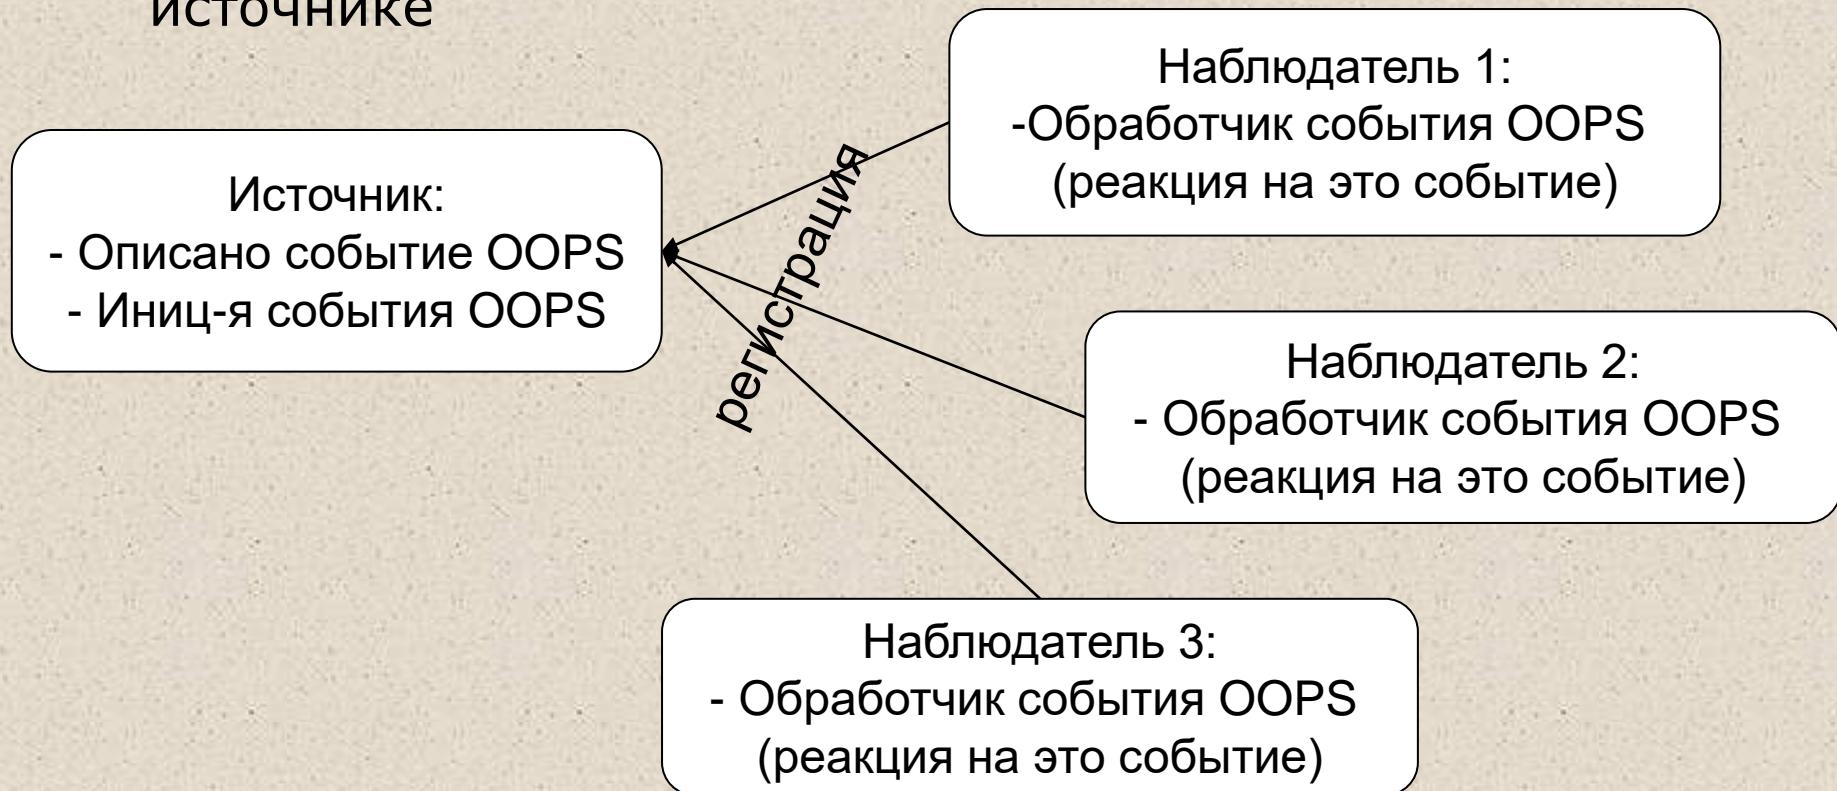 источнике
Источник:
- Описано событие OOPS
- Иниц-я события OOPS
регистрация
Наблюдатель 1:
-Обработчик события OOPS
(реакция на это событие)
Наблюдатель 2:
- Обработчик события OOPS
(реакция на это событие)
Наблюдатель 3:
- Обработчик события OOPS
(реакция на это событие)